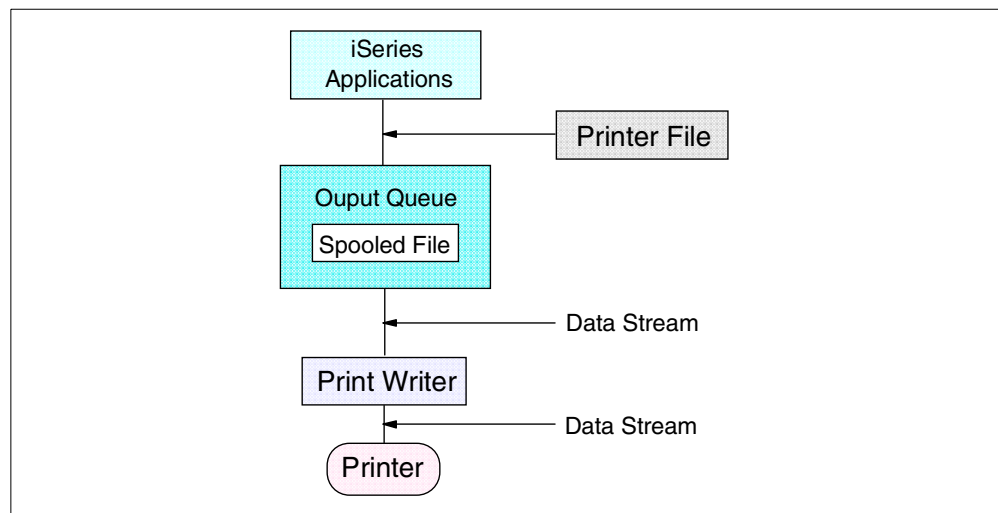 iSeries
Applications
Printer File
Ouput Queue
Spooled File
Data Stream
Print Writer
Data Stream
Printer